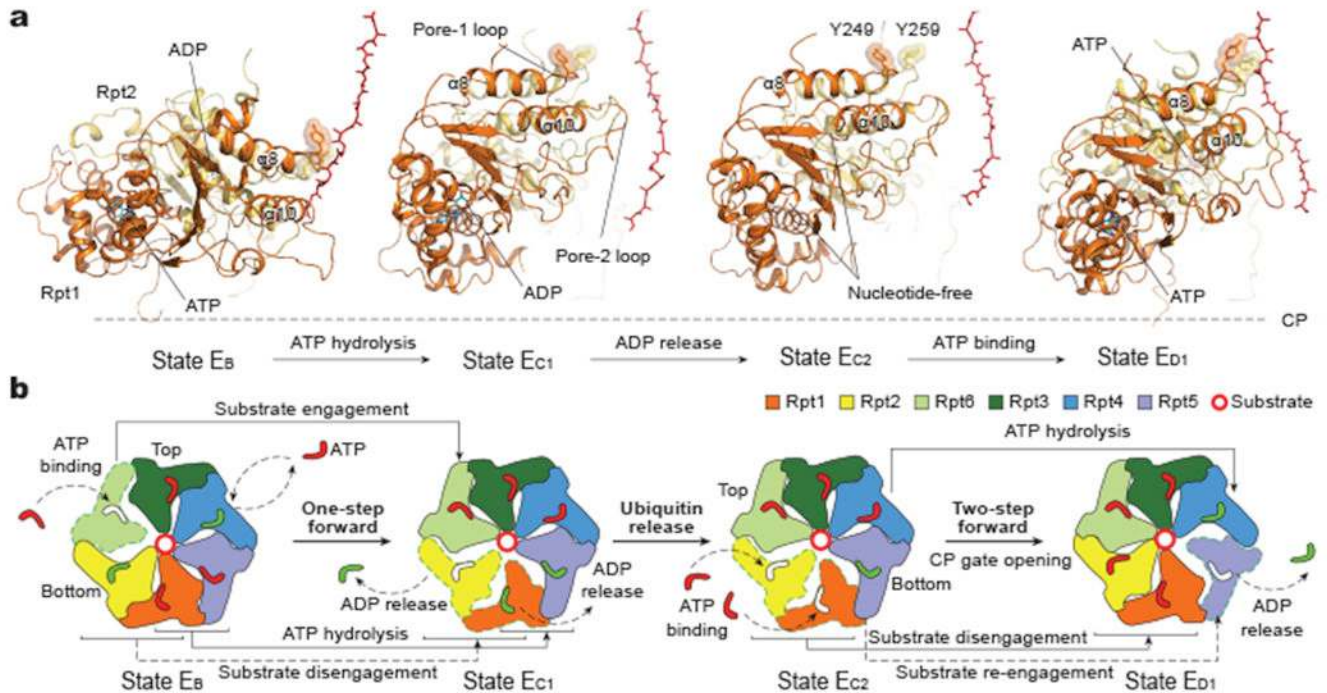 a
ADP
Rpt2
α8
α10
Rpt1
ATP
Pore-1 loop
α8
α10
Pore-2 loop
ADP
Y249 Y259
α8
α10
Nucleotide-free
ATP
α8
α10
ATP
CP
State EB
ATP hydrolysis
State EC1
ADP release
State EC2
ATP binding
State ED1
b
Rpt1 Rpt2 Rpt6 Rpt3 Rpt4 Rpt5 Substrate
Substrate engagement
ATP hydrolysis
ATP
binding
Top
ATP
One-step
forward
Bottom
ADP release
ADP
release
ATP hydrolysis
Substrate disengagement
State EB
State EC1
Ubiquitin
release
Top
Two-step
forward
CP gate opening
Bottom
ATP
binding
ADP
release
Substrate disengagement
Substrate re-engagement
State EC2
State ED1